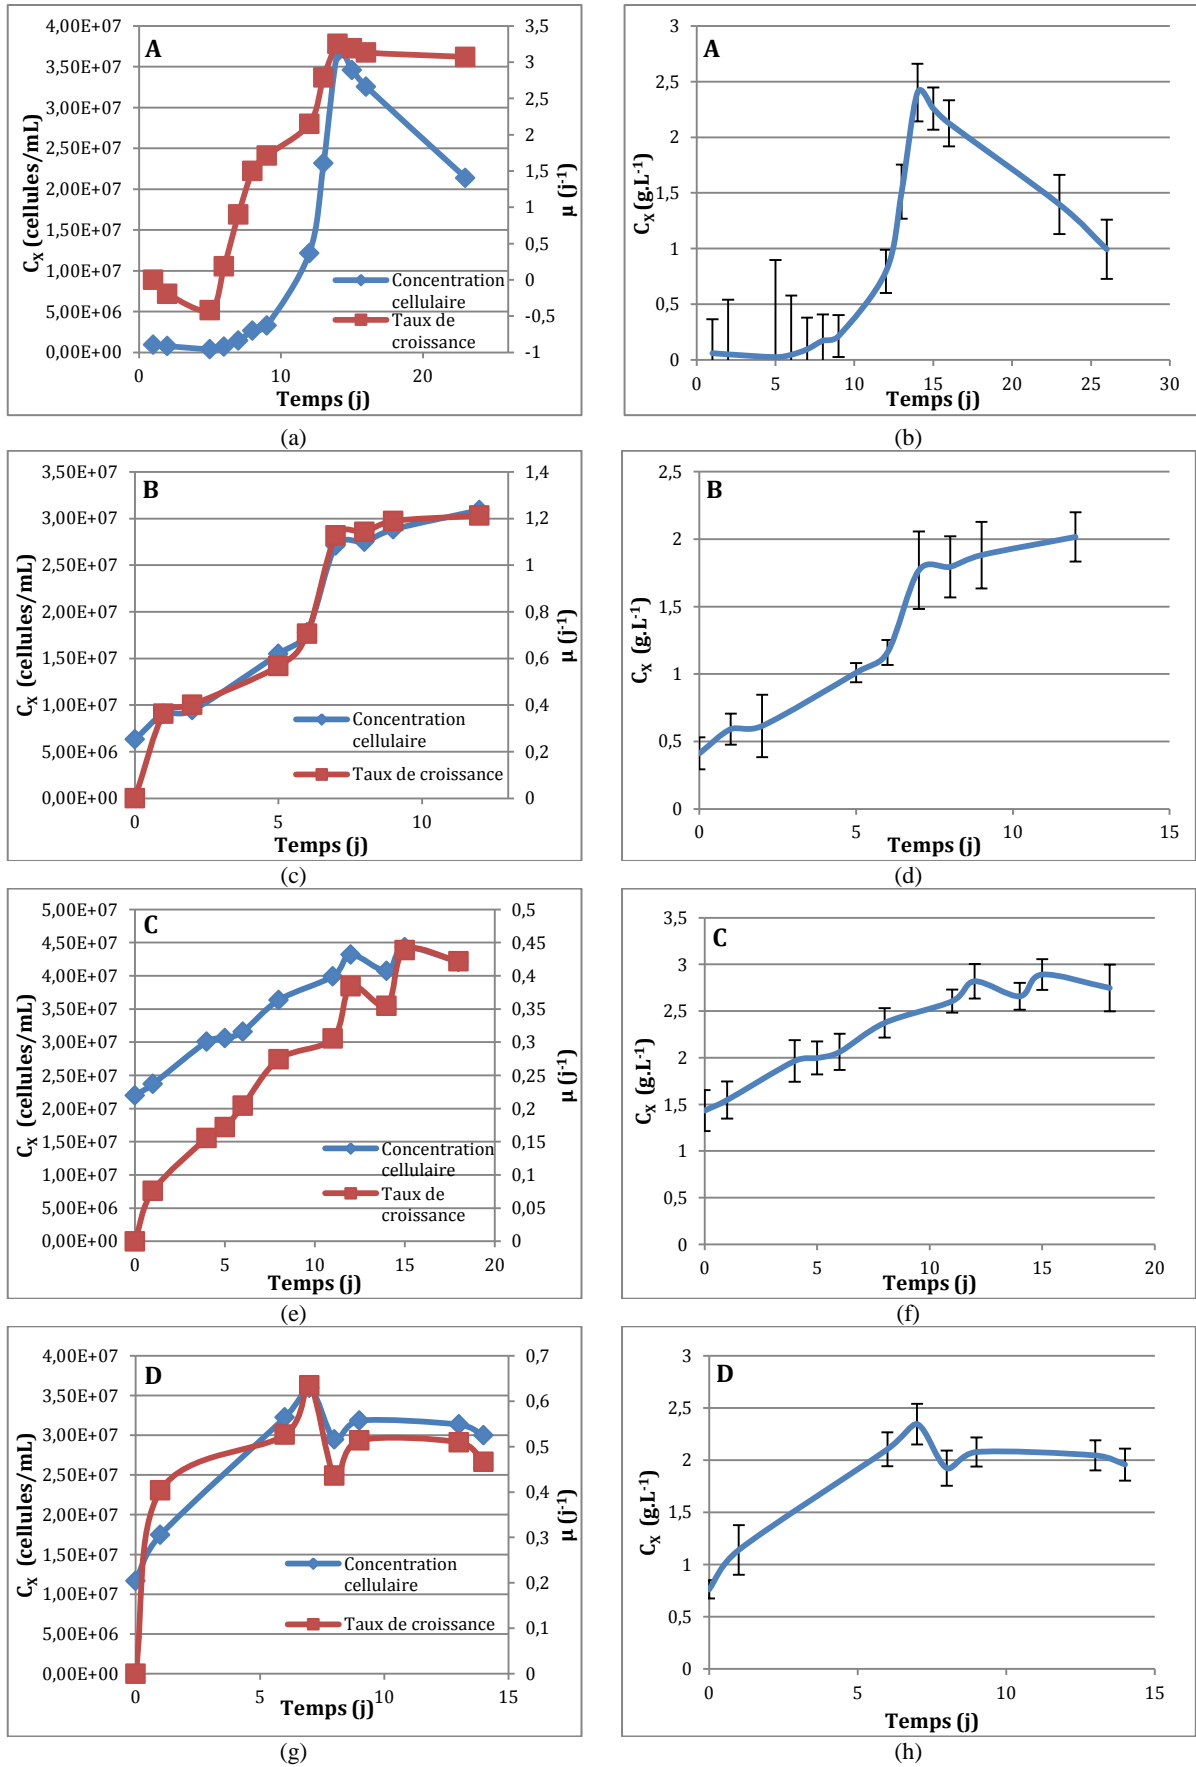 A
4,00E+07
3,50E+07
3,00E+07
2,50E+07
2,00E+07
1,50E+07
1,00E+07
5,00E+06
0,00E+00
C_X (cellules/mL)
3,5
3
2,5
2
1,5
1
0,5
0
-0,5
-1
µ (j⁻¹)
Concentration
cellulaire
Taux de
croissance
0 10 20
Temps (j)
(a)
A
3
2,5
2
1,5
1
0,5
0
C_X (g.L⁻¹)
0 5 10 15 20 25 30
Temps (j)
(b)
B
3,50E+07
3,00E+07
2,50E+07
2,00E+07
1,50E+07
1,00E+07
5,00E+06
0,00E+00
C_X (cellules/mL)
1,4
1,2
1
0,8
0,6
0,4
0,2
0
µ (j⁻¹)
Concentration
cellulaire
Taux de croissance
0 5 10
Temps (j)
(c)
B
2,5
2
1,5
1
0,5
0
C_X (g.L⁻¹)
0 5 10 15
Temps (j)
(d)
C
5,00E+07
4,50E+07
4,00E+07
3,50E+07
3,00E+07
2,50E+07
2,00E+07
1,50E+07
1,00E+07
5,00E+06
0,00E+00
C_X (cellules/mL)
0,5
0,45
0,4
0,35
0,3
0,25
0,2
0,15
0,1
0,05
0
µ (j⁻¹)
Concentration
cellulaire
Taux de
croissance
0 5 10 15 20
Temps (j)
(e)
C
3,5
3
2,5
2
1,5
1
0,5
0
C_X (g.L⁻¹)
0 5 10 15 20
Temps (j)
(f)
D
4,00E+07
3,50E+07
3,00E+07
2,50E+07
2,00E+07
1,50E+07
1,00E+07
5,00E+06
0,00E+00
C_X (cellules/mL)
0,7
0,6
0,5
0,4
0,3
0,2
0,1
0
µ (j⁻¹)
Concentration
cellulaire
Taux de croissance
0 5 10 15
Temps (j)
(g)
D
3
2,5
2
1,5
1
0,5
0
C_X (g.L⁻¹)
0 5 10 15
Temps (j)
(h)